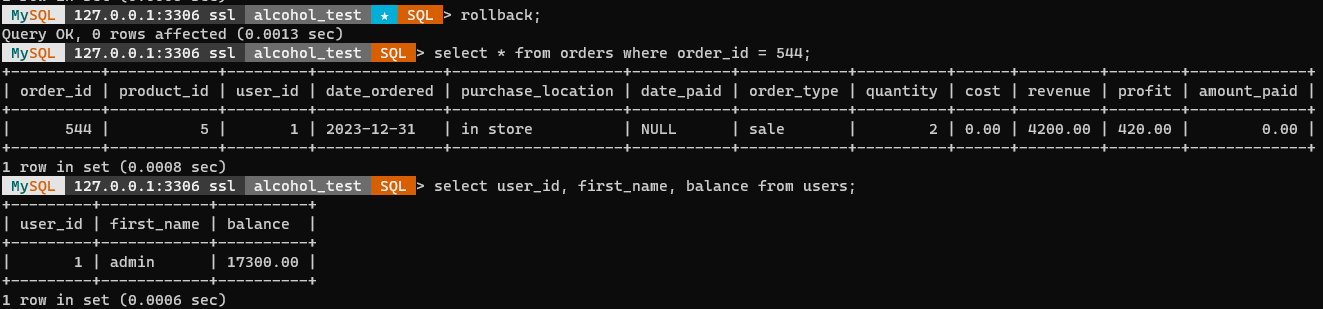 MySQL 127.0.0.1:3306 ssl alcohol_test ★ SQL > rollback;
Query OK, 0 rows affected (0.0013 sec)
MySQL 127.0.0.1:3306 ssl alcohol_test SQL > select * from orders where order_id = 544;
+----------+------------+---------+--------------+-------------------+-----------+------------+----------+------+---------+--------+-------------+
| order_id | product_id | user_id | date_ordered | purchase_location | date_paid | order_type | quantity | cost | revenue | profit | amount_paid |
+----------+------------+---------+--------------+-------------------+-----------+------------+----------+------+---------+--------+-------------+
|      544 |          5 |       1 | 2023-12-31   | in store          | NULL      | sale       |        2 | 0.00 | 4200.00 | 420.00 |        0.00 |
+----------+------------+---------+--------------+-------------------+-----------+------------+----------+------+---------+--------+-------------+
1 row in set (0.0008 sec)
MySQL 127.0.0.1:3306 ssl alcohol_test SQL > select user_id, first_name, balance from users;
+---------+------------+----------+
| user_id | first_name | balance  |
+---------+------------+----------+
|       1 | admin      | 17300.00 |
+---------+------------+----------+
1 row in set (0.0006 sec)